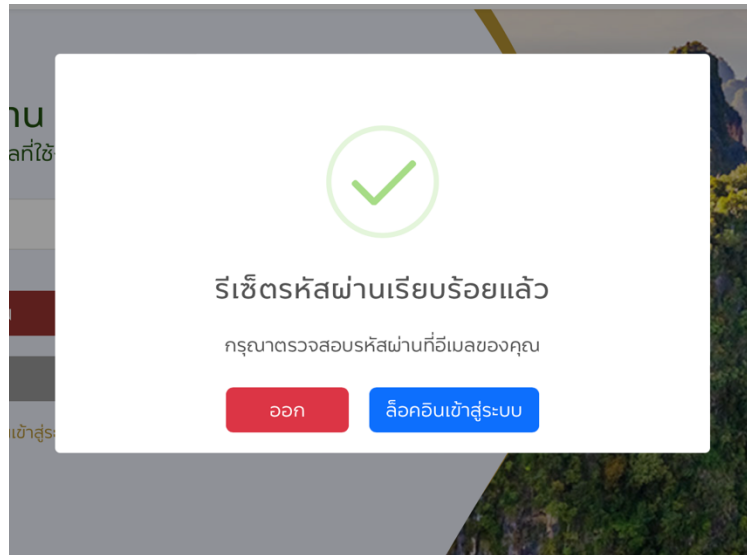 รีเซ็ตรหัสผ่านเรียบร้อยแล้ว
กรุณาตรวจสอบรหัสผ่านที่อีเมลของคุณ
ออก
ล็อคอินเข้าสู่ระบบ